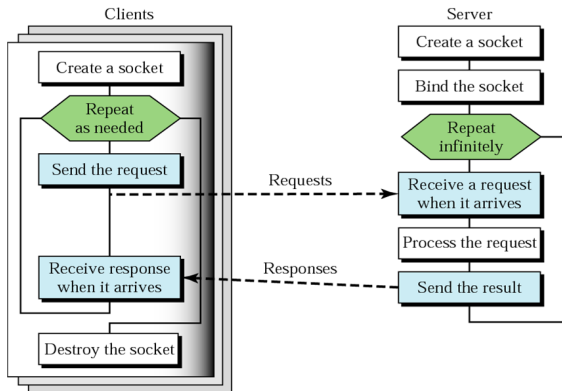 Clients
Create a socket
Repeat
as needed
Send the request
Receive response
when it arrives
Destroy the socket
Requests
Responses
Server
Create a socket
Bind the socket
Repeat
infinitely
Receive a request
when it arrives
Process the request
Send the result